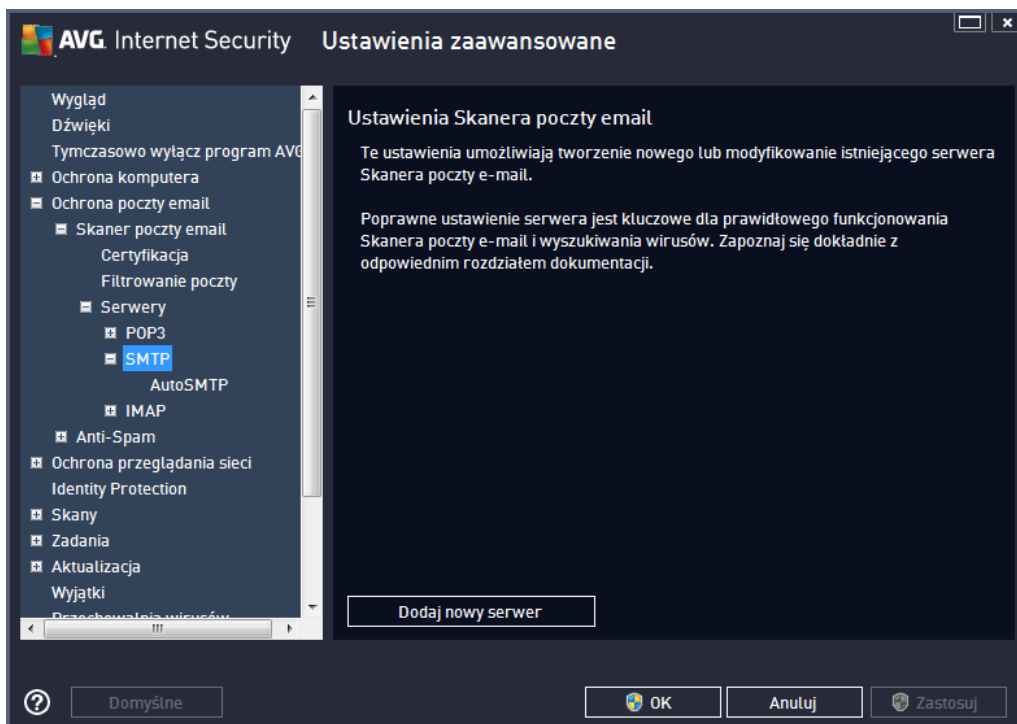 AVG. Internet Security Ustawienia zaawansowane
Wygląd
Dźwięki
Tymczasowo wyłącz program AVG
Ochrona komputera
Ochrona poczty email
Skaner poczty email
Certyfikacja
Filtrowanie poczty
Serwery
POP3
SMTP
AutoSMTP
IMAP
Anti-Spam
Ochrona przeglądania sieci
Identity Protection
Skany
Zadania
Aktualizacja
Wyjątki
Przechowalnia wirusów
Ustawienia Skanera poczty email
Te ustawienia umożliwiają tworzenie nowego lub modyfikowanie istniejącego serwera
Skanera poczty e-mail.
Poprawne ustawienie serwera jest kluczowe dla prawidłowego funkcjonowania
Skanera poczty e-mail i wyszukiwania wirusów. Zapoznaj się dokładnie z
odpowiednim rozdziałem dokumentacji.
Dodaj nowy serwer
Domyślne
OK
Anuluj
Zastosuj